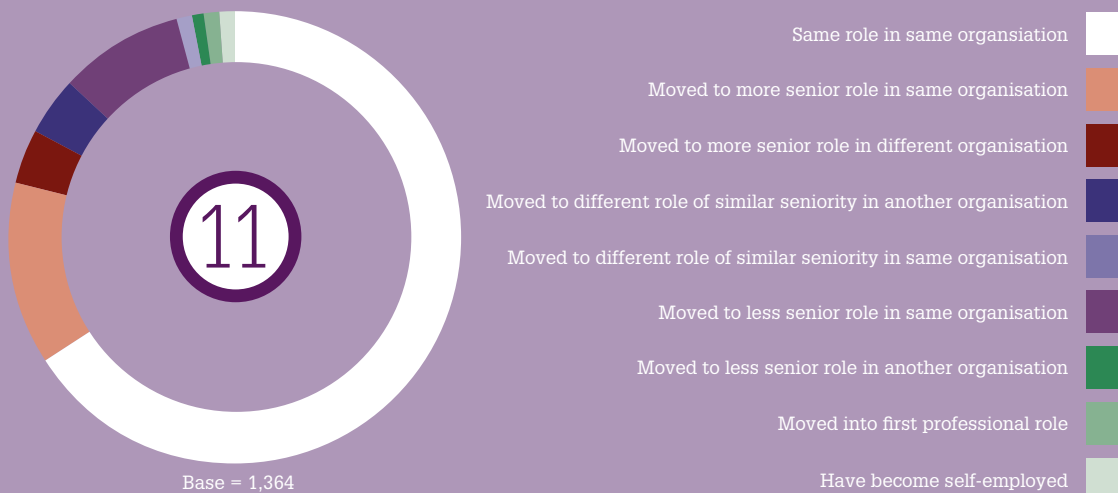 Same role in same organsiation
Moved to more senior role in same organisation
Moved to more senior role in different organisation
Moved to different role of similar seniority in another organisation
Moved to different role of similar seniority in same organisation
Moved to less senior role in same organisation
Moved to less senior role in another organisation
Moved into first professional role
Have become self-employed
11
Base = 1,364